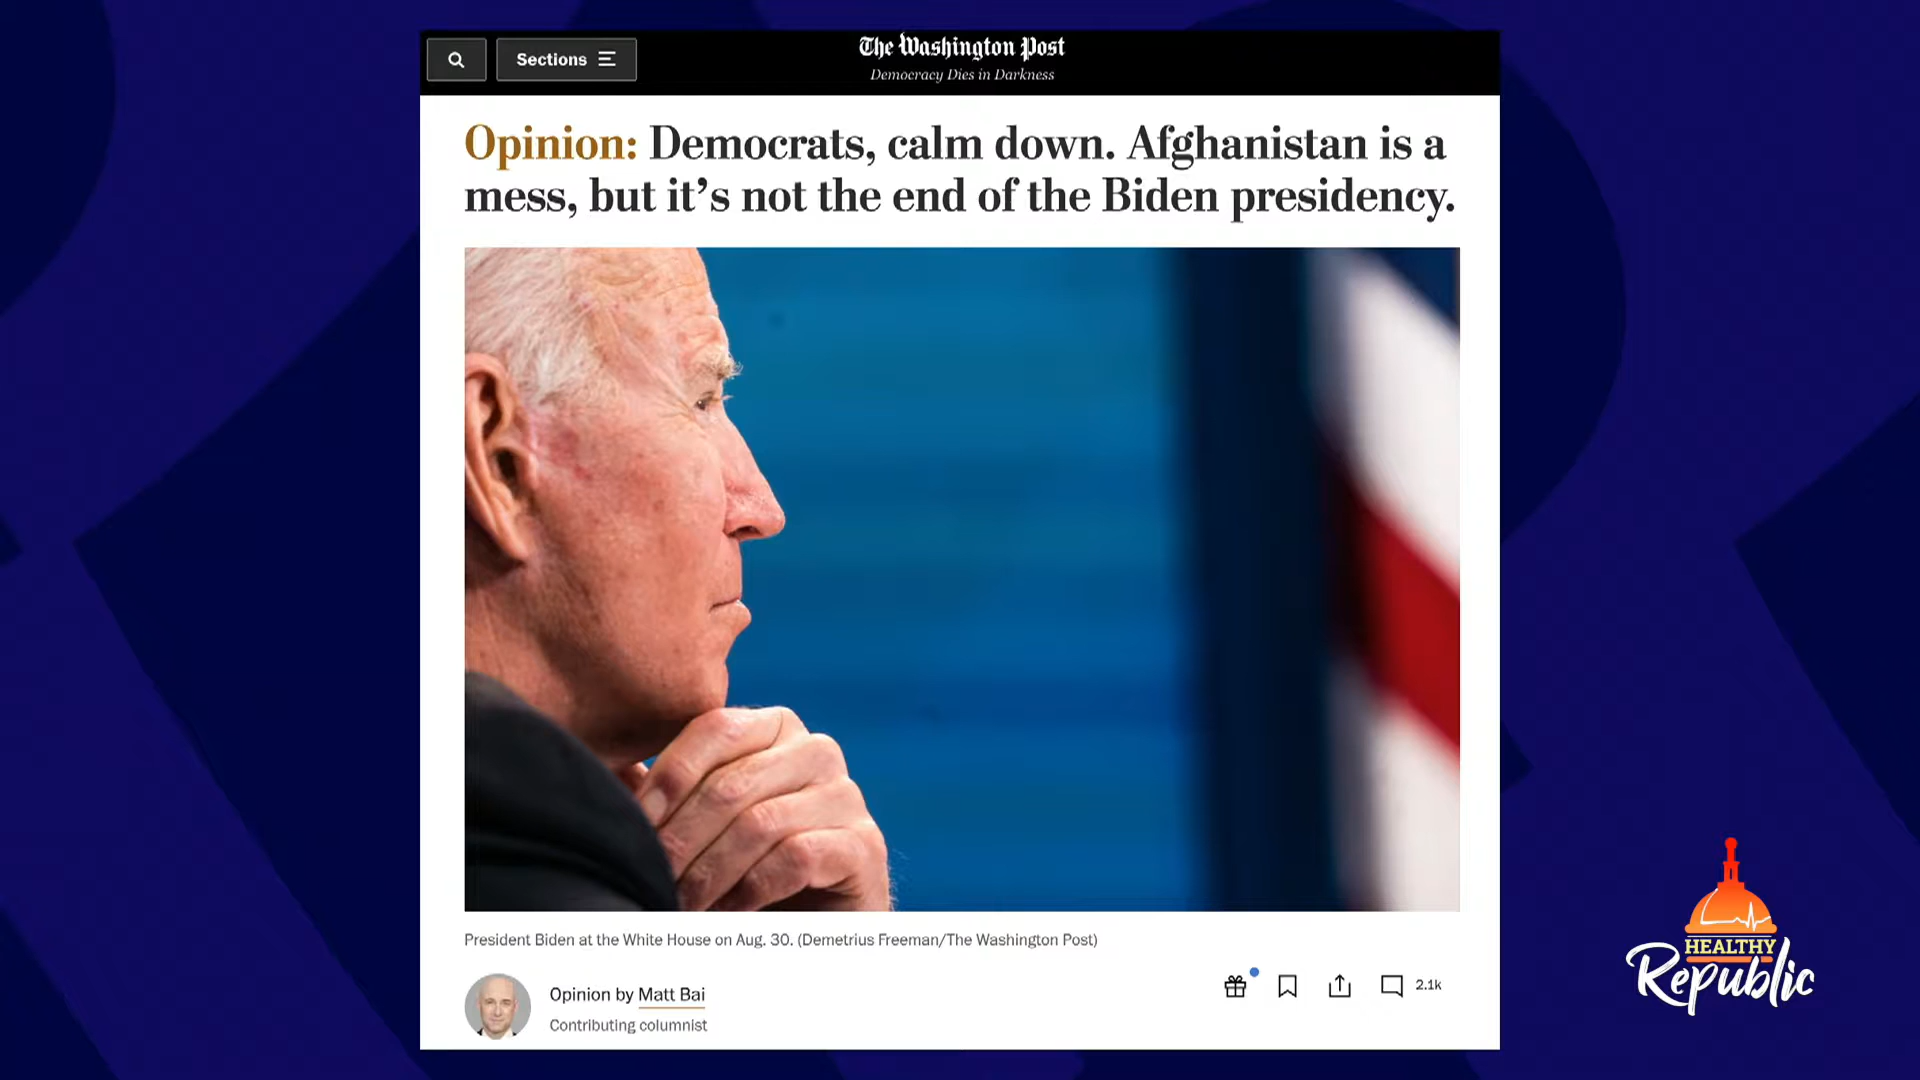 Sections
The Washington Post
Democracy Dies in Darkness
Opinion: Democrats, calm down. Afghanistan is a
mess, but it’s not the end of the Biden presidency.
President Biden at the White House on Aug. 30. (Demetrius Freeman/The Washington Post)
Opinion by Matt Bai
Contributing columnist
2.1k
HEALTHY
Republic